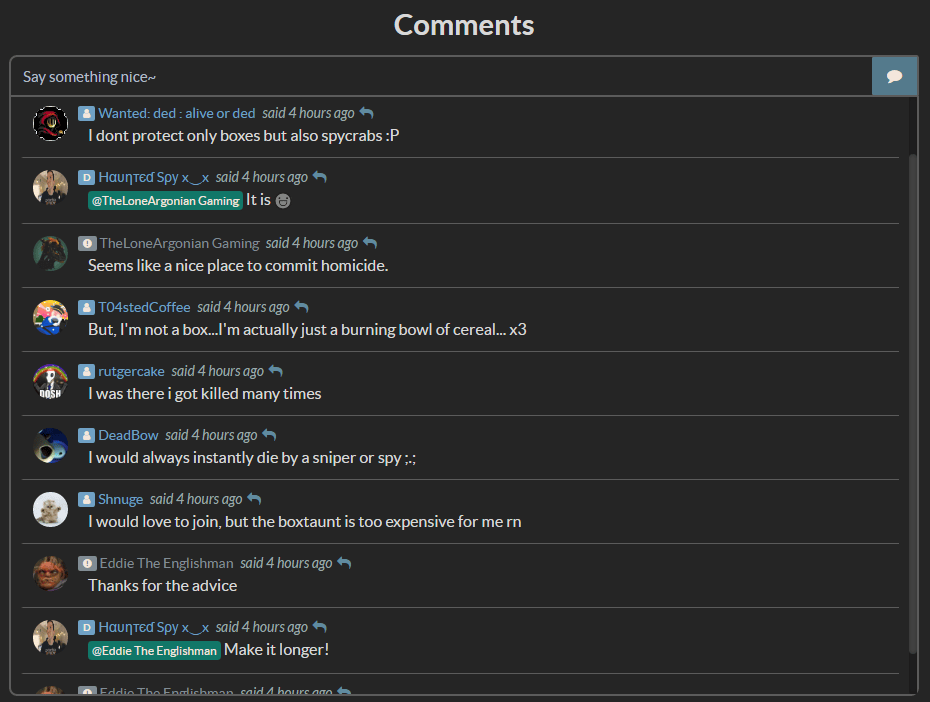 Comments
Say something nice~
Wanted: ded : alive or ded said 4 hours ago
I dont protect only boxes but also spycrabs :P
D Hαυηтεɗ Spy x‿x said 4 hours ago
@TheLoneArgonian Gaming It is
TheLoneArgonian Gaming said 4 hours ago
Seems like a nice place to commit homicide.
T04stedCoffee said 4 hours ago
But, I'm not a box...I'm actually just a burning bowl of cereal... x3
DOSH
rutgercake said 4 hours ago
I was there i got killed many times
DeadBow said 4 hours ago
I would always instantly die by a sniper or spy ;.;
Shnuge said 4 hours ago
I would love to join, but the boxtaunt is too expensive for me rn
Eddie The Englishman said 4 hours ago
Thanks for the advice
D Hαυηтεɗ Spy x‿x said 4 hours ago
@Eddie The Englishman Make it longer!
Eddie The Englishman said 4 hours ago